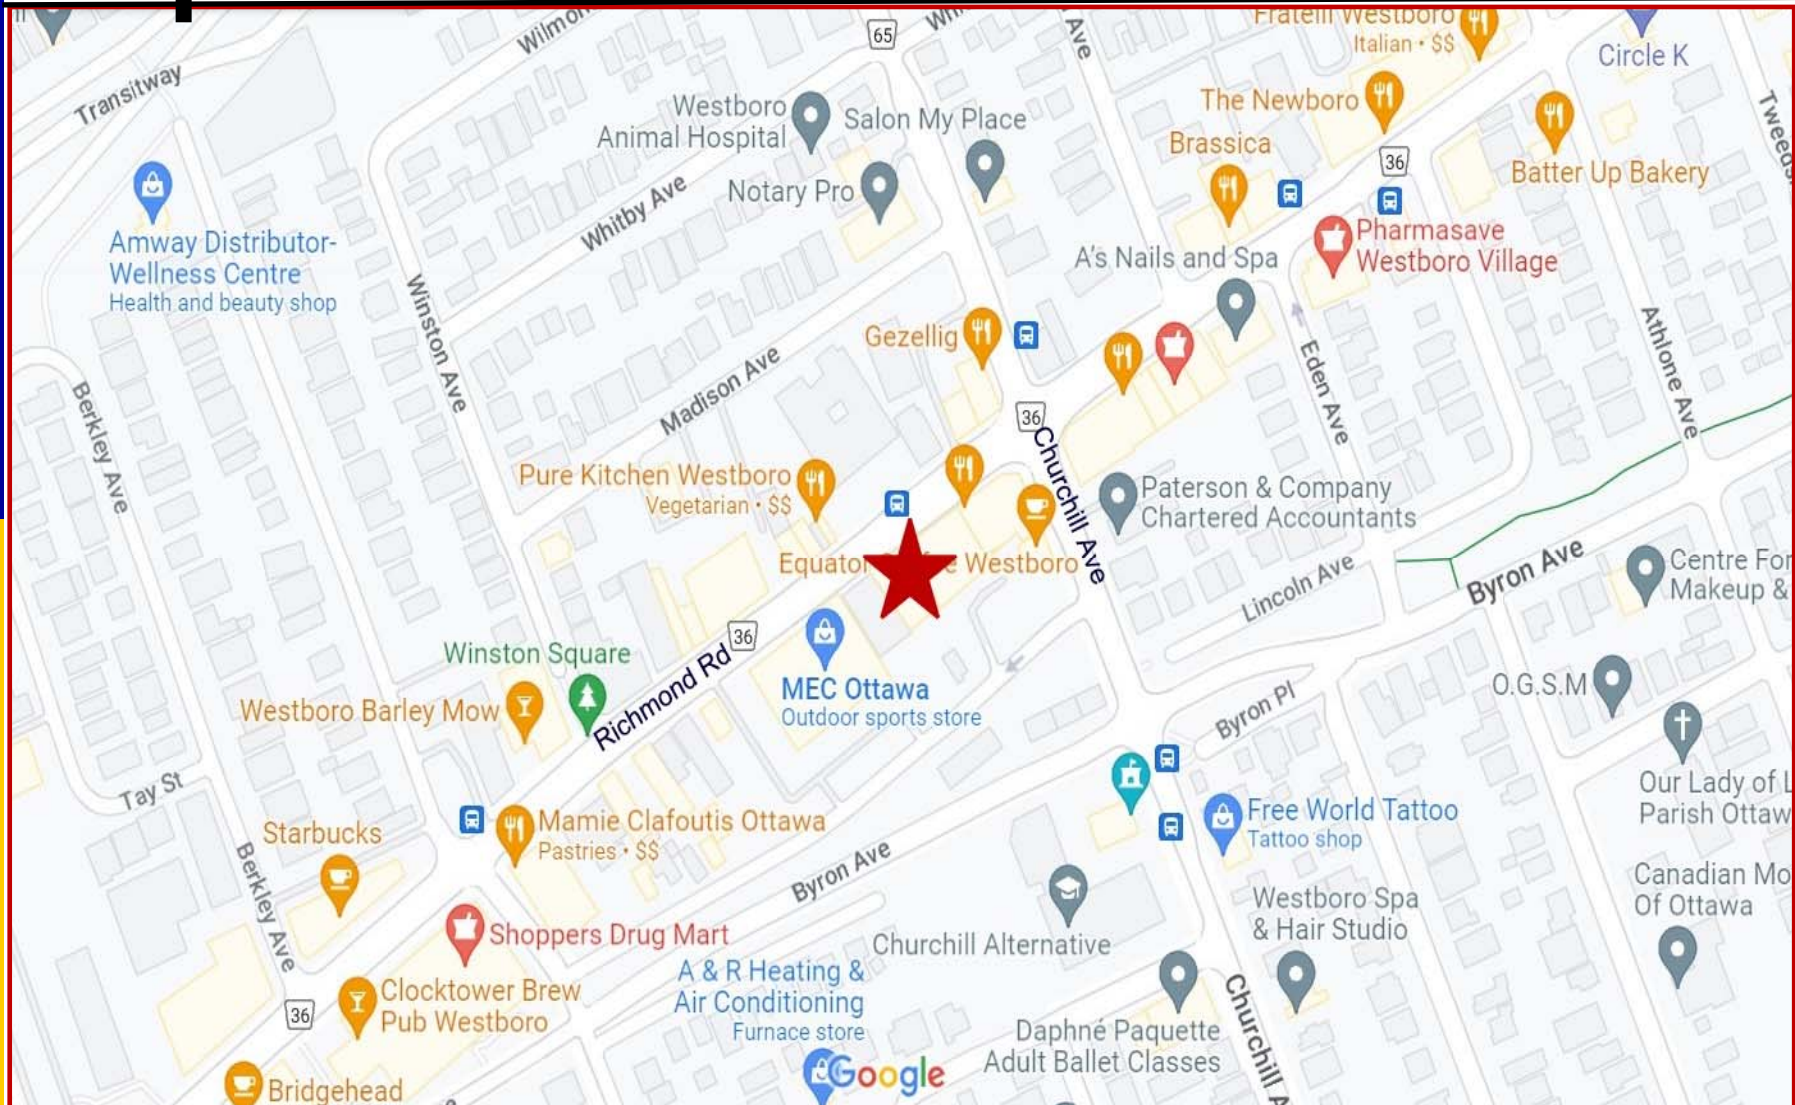 Wilmon
65
Ave
Fratelli Westboro
Italian • $$
Circle K
Transitway
Westboro
Animal Hospital
Salon My Place
The Newboro
Brassica
36
Batter Up Bakery
Notary Pro
Whitby Ave
Amway Distributor-
Wellness Centre
Health and beauty shop
Pharmasave
Westboro Village
A's Nails and Spa
Winston Ave
Gezellig
Madison Ave
Eden Ave
Athlone Ave
Berkley Ave
36
Churchill Ave
Pure Kitchen Westboro
Vegetarian • $$
Paterson & Company
Chartered Accountants
Westboro
Lincoln Ave
Byron Ave
Centre For
Makeup &
36
Richmond Rd
Winston Square
MEC Ottawa
Outdoor sports store
Westboro Barley Mow
O.G.S.M
Byron Pl
Tay St
Our Lady of L
Parish Ottaw
Starbucks
Mamie Clafoutis Ottawa
Pastries • $$
Free World Tattoo
Tattoo shop
Berkley Ave
Byron Ave
Canadian Mo
Of Ottawa
Westboro Spa
& Hair Studio
Shoppers Drug Mart
Churchill Alternative
A & R Heating &
Air Conditioning
Furnace store
Clocktower Brew
Pub Westboro
36
Daphné Paquette
Adult Ballet Classes
Churchill A
Google
Bridgehead